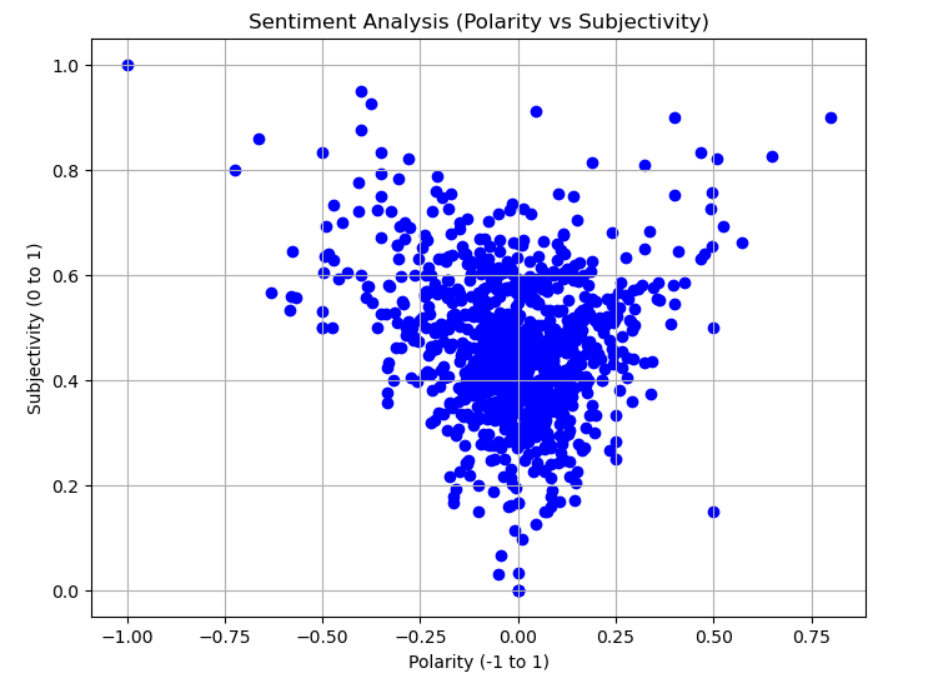 Sentiment Analysis (Polarity vs Subjectivity)
1.0
0.8
0.6
0.4
0.2
0.0
Subjectivity (0 to 1)
−1.00 −0.75 −0.50 −0.25 0.00 0.25 0.50 0.75
Polarity (-1 to 1)